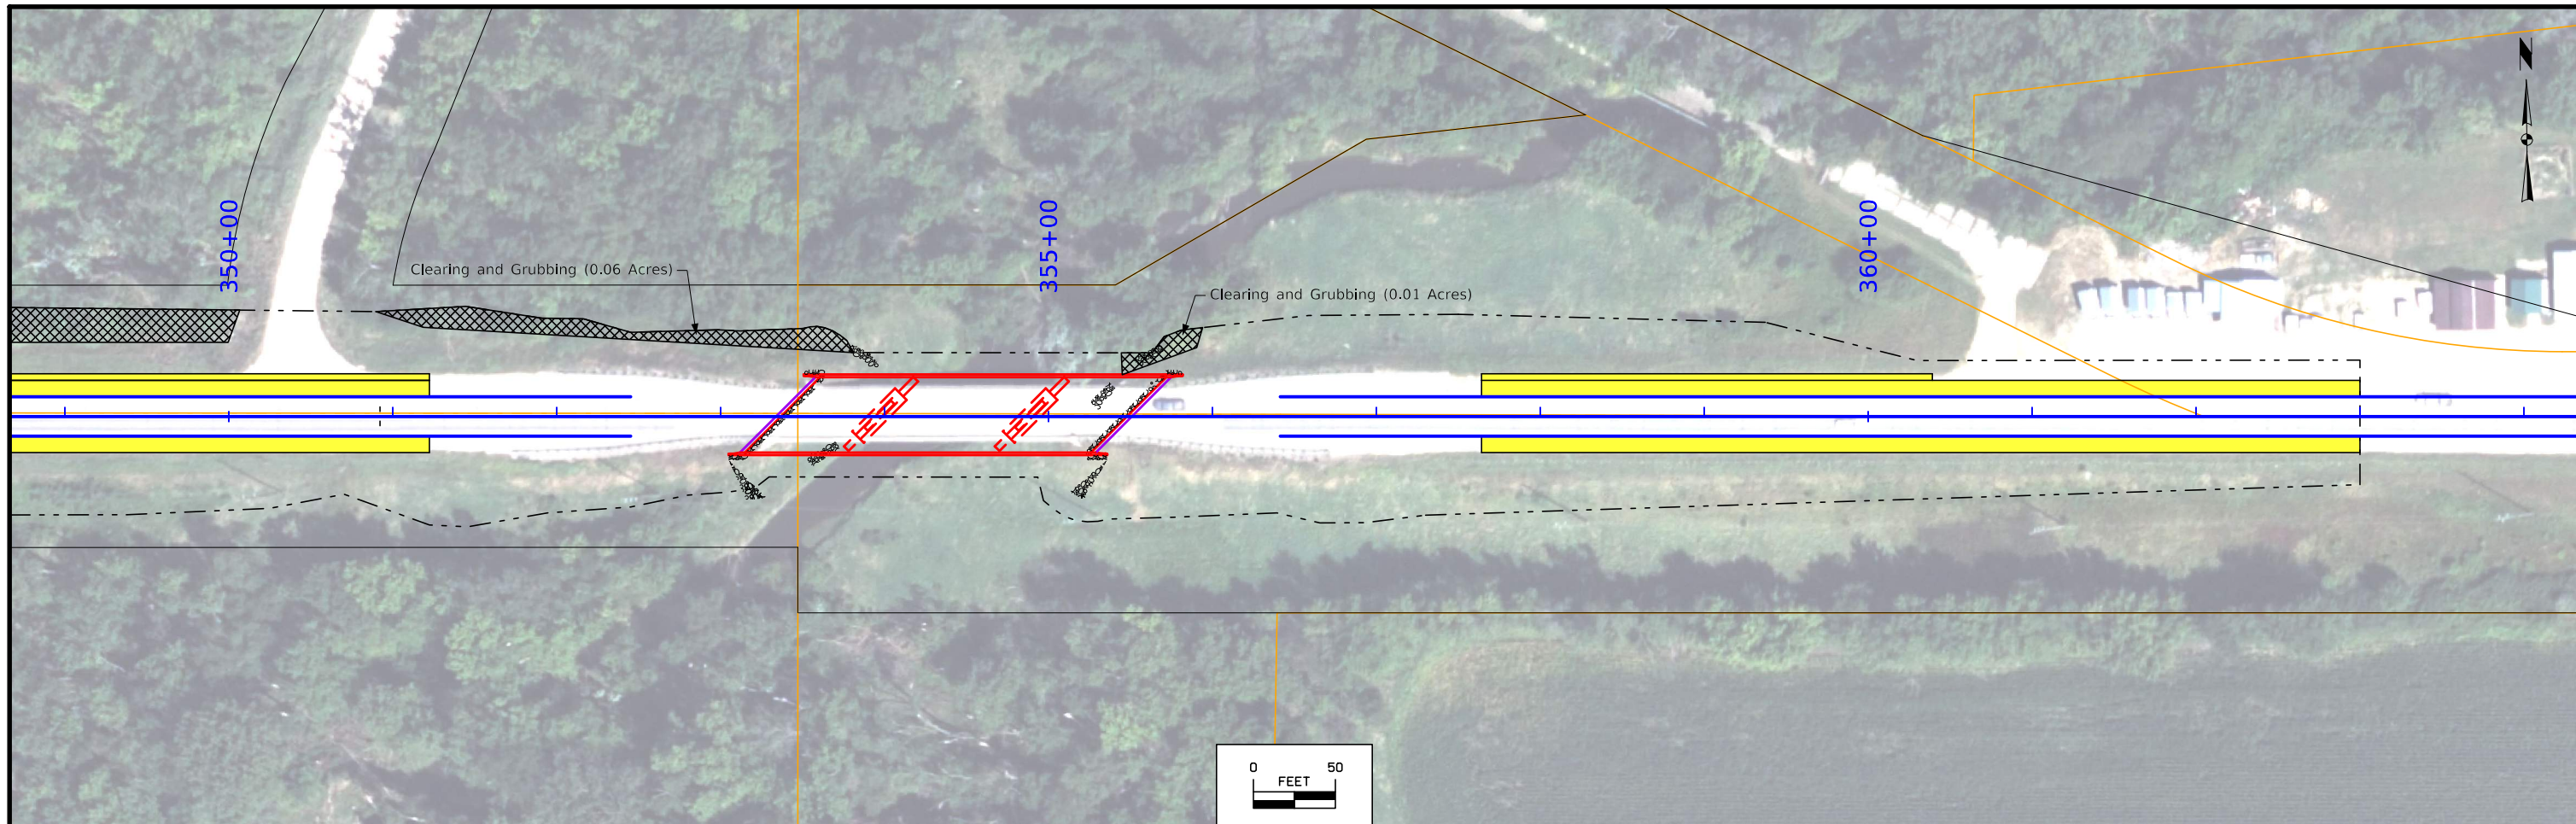 N
350+00
355+00
360+00
Clearing and Grubbing (0.06 Acres)
Clearing and Grubbing (0.01 Acres)
0 50
FEET